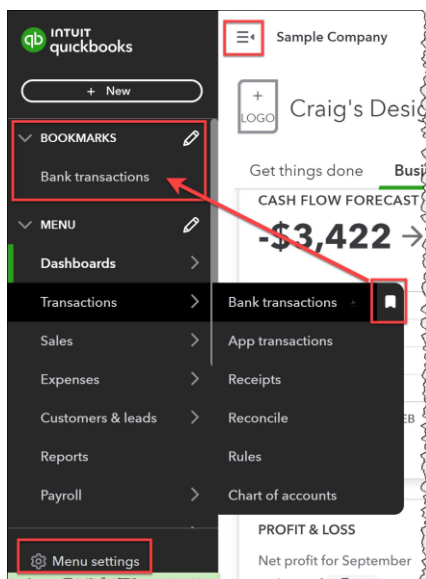 INTUIT
quickbooks
Sample Company
+ New
+
LOGO
Craig's Desig
BOOKMARKS
Bank transactions
Get things done Busi
CASH FLOW FORECAST
-$3,422
MENU
Dashboards
Transactions
Bank transactions
Sales
App transactions
Expenses
Receipts
Customers & leads
Reconcile
EB
Reports
Rules
Payroll
Chart of accounts
PROFIT & LOSS
Menu settings
Net profit for September